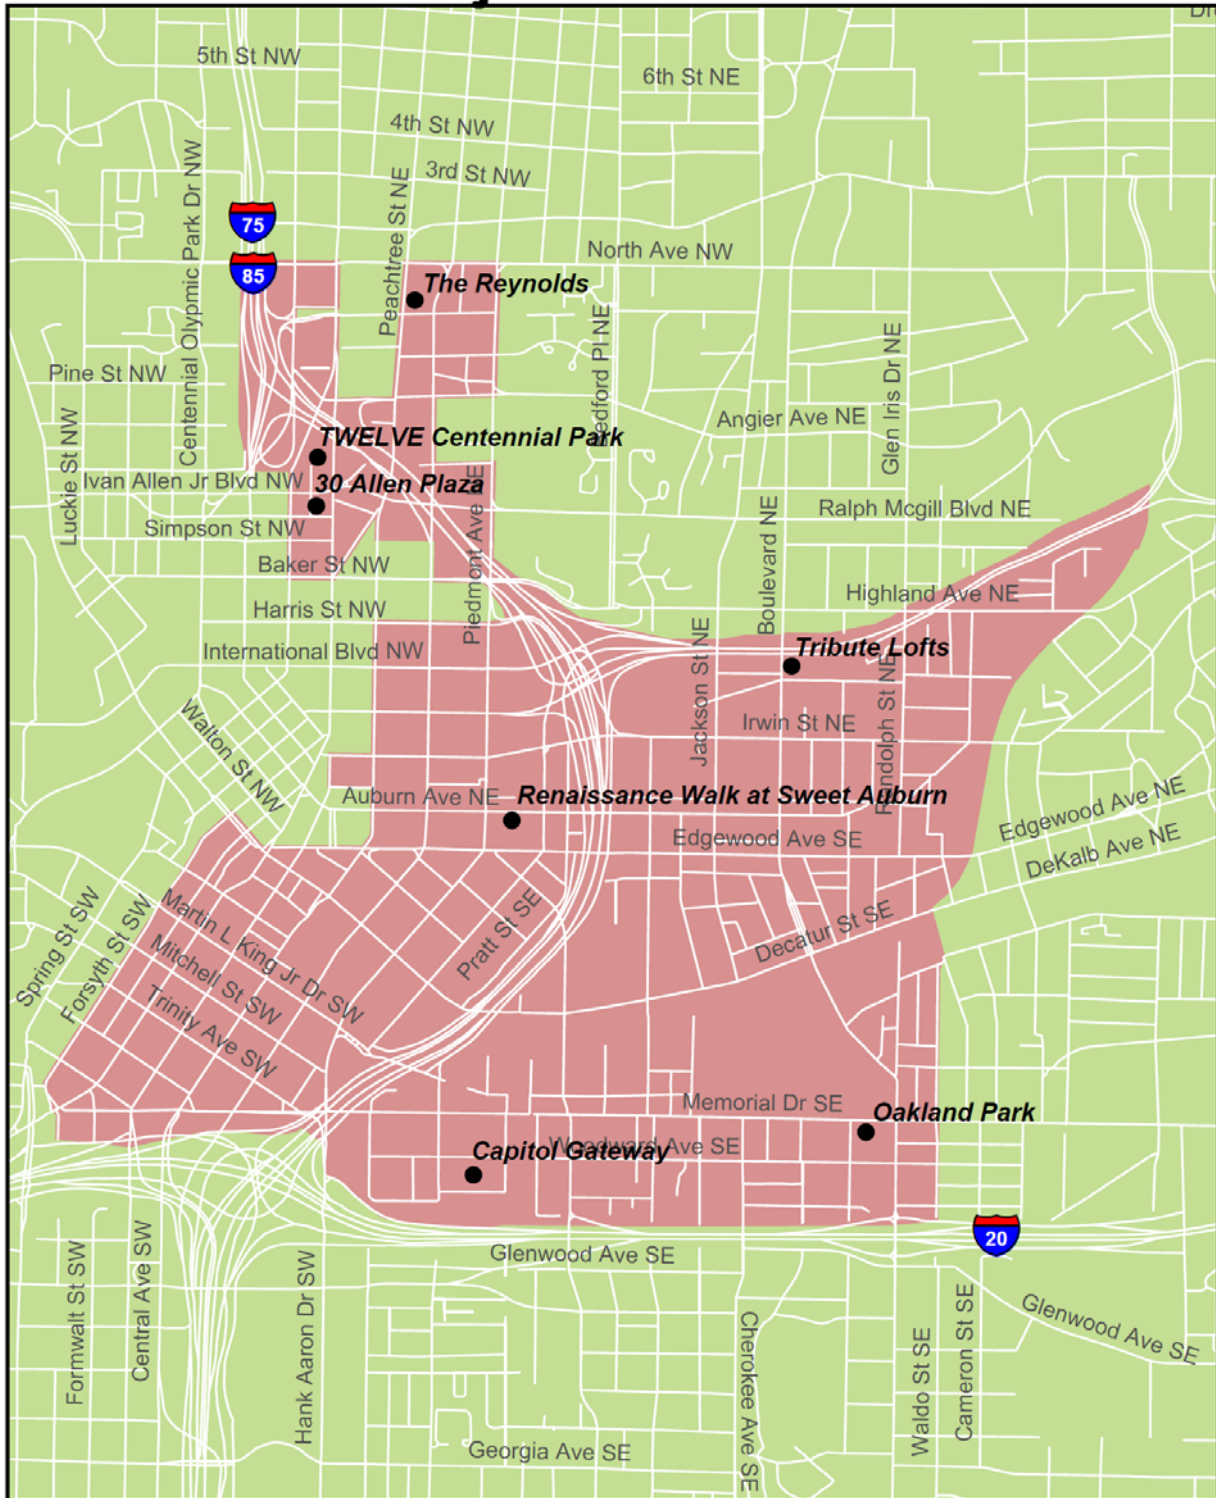 5th St NW
6th St NE
4th St NW
3rd St NW
Centennial Olypmic Park Dr NW
Peachtree St NE
75
North Ave NW
85
The Reynolds
Pine St NW
Glen Iris Dr NE
Angier Ave NE
TWELVE Centennial Park
Luckie St NW
Ivan Allen Jr Blvd NW
30 Allen Plaza
Ralph Mcgill Blvd NE
Simpson St NW
Boulevard NE
Baker St NW
Piedmont Ave NE
Highland Ave NE
Harris St NW
International Blvd NW
Jackson St NE
Tribute Lofts
Randolph St NE
Irwin St NE
Walton St NW
Auburn Ave NE
Renaissance Walk at Sweet Auburn
Edgewood Ave NE
Edgewood Ave SE
DeKalb Ave NE
Spring St SW
Forsyth St SW
Martin L King Jr Dr SW
Mitchell St SW
Trinity Ave SW
Pratt St SE
Decatur St SE
Memorial Dr SE
Oakland Park
Woodward Ave SE
Capitol Gateway
20
Glenwood Ave SE
Formwalt St SW
Central Ave SW
Hank Aaron Dr SW
Cherokee Ave SE
Waldo St SE
Cameron St SE
Glenwood Ave SE
Georgia Ave SE